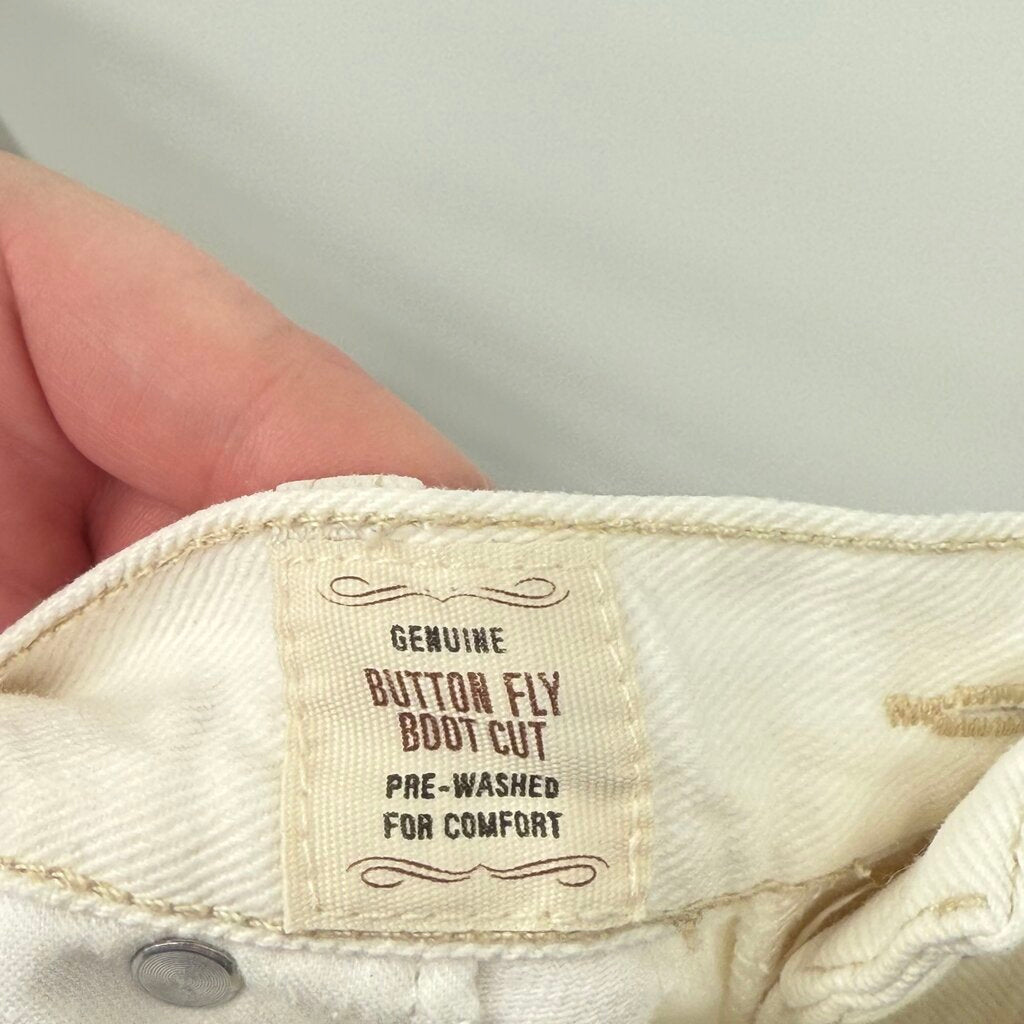 GENUINE
BUTTON FLY
BOOT CUT
PRE-WASHED
FOR COMFORT